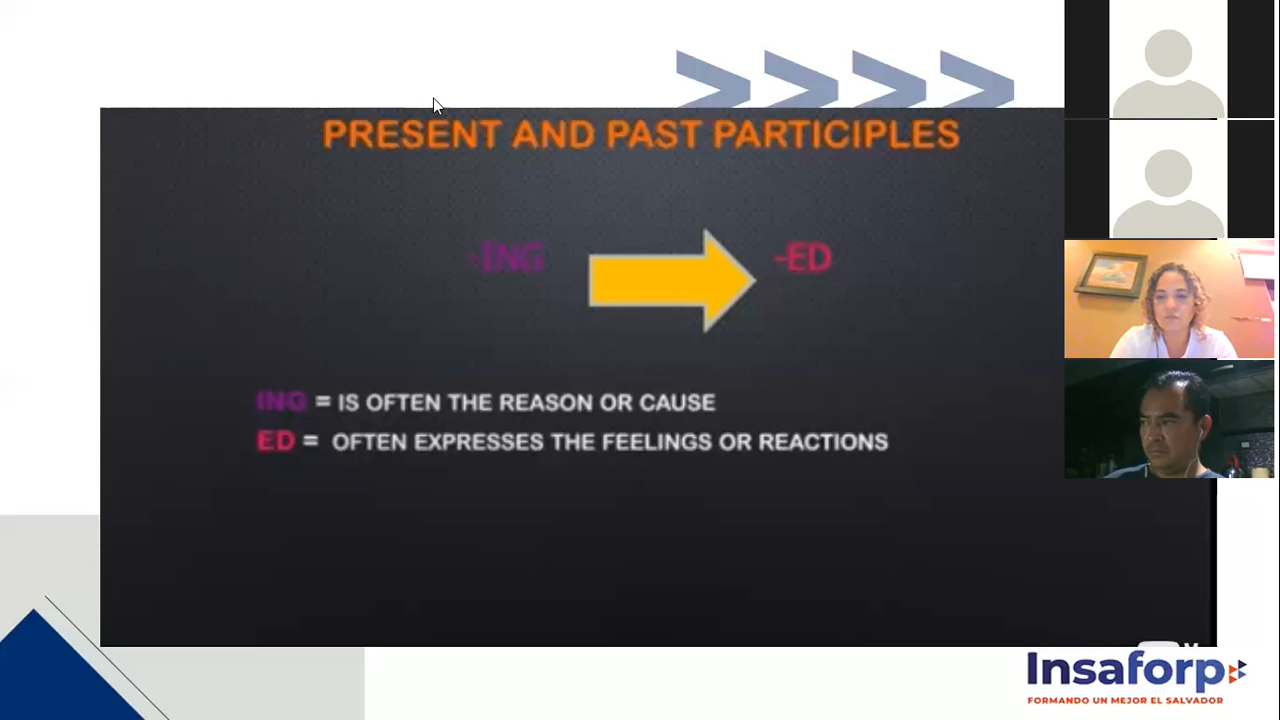 PRESENT AND PAST PARTICIPLES
-ING -ED
ING = IS OFTEN THE REASON OR CAUSE
ED = OFTEN EXPRESSES THE FEELINGS OR REACTIONS
Insaforp
FORMANDO UN MEJOR EL SALVADOR